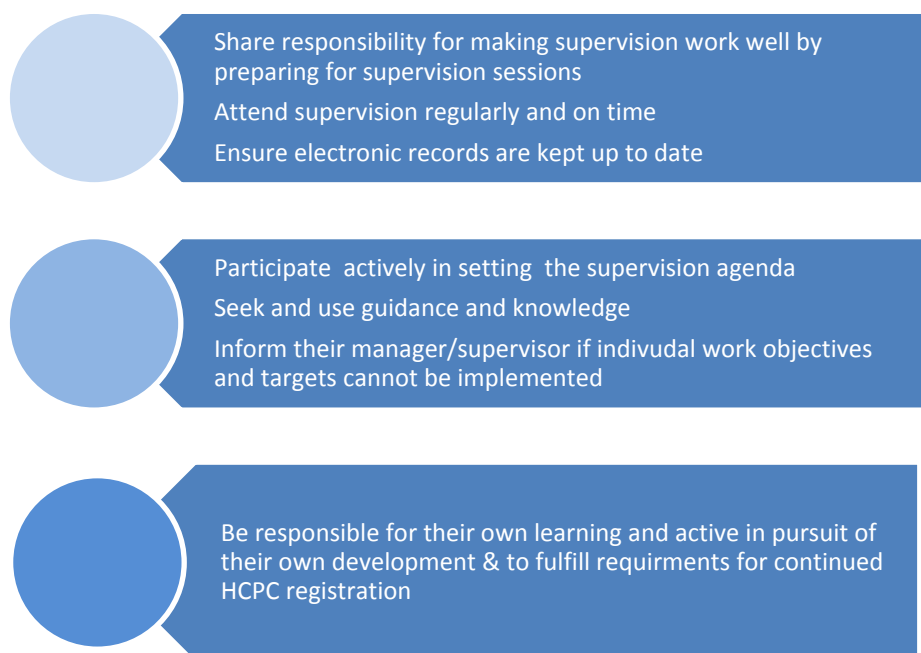 Share responsibility for making supervision work well by
preparing for supervision sessions
Attend supervision regularly and on time
Ensure electronic records are kept up to date
Participate  actively in setting  the supervision agenda
Seek and use guidance and knowledge
Inform their manager/supervisor if indivudal work objectives
and targets cannot be implemented
Be responsible for their own learning and active in pursuit of
their own development & to fulfill requirments for continued
HCPC registration